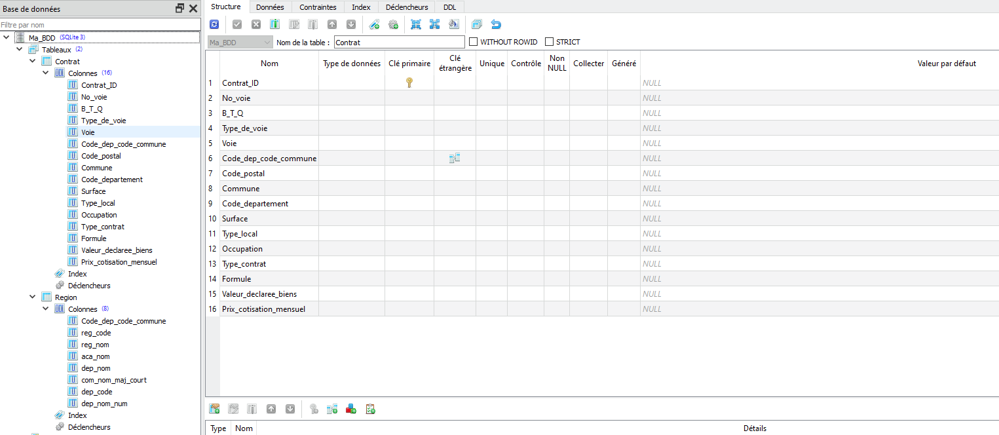 Base de données
Filtre par nom
Ma_BDD (SQLite 3)
Tableaux (2)
Contrat
Colonnes (16)
Contrat_ID
No_voie
B_T_Q
Type_de_voie
Voie
Code_dep_code_commune
Code_postal
Commune
Code_departement
Surface
Type_local
Occupation
Type_contrat
Formule
Valeur_declaree_biens
Prix_cotisation_mensuel
Index
Déclencheurs
Region
Colonnes (8)
Code_dep_code_commune
reg_code
reg_nom
aca_nom
dep_nom
com_nom_maj_court
dep_code
dep_nom_num
Index
Déclencheurs
Structure Données Contraintes Index Déclencheurs DDL
Ma_BDD Nom de la table : Contrat WITHOUT ROWID STRICT
Nom Type de données Clé primaire Clé étrangère Unique Contrôle Non NULL Collecter Généré Valeur par défaut
1 Contrat_ID NULL
2 No_voie NULL
3 B_T_Q NULL
4 Type_de_voie NULL
5 Voie NULL
6 Code_dep_code_commune NULL
7 Code_postal NULL
8 Commune NULL
9 Code_departement NULL
10 Surface NULL
11 Type_local NULL
12 Occupation NULL
13 Type_contrat NULL
14 Formule NULL
15 Valeur_declaree_biens NULL
16 Prix_cotisation_mensuel NULL
Type Nom Détails